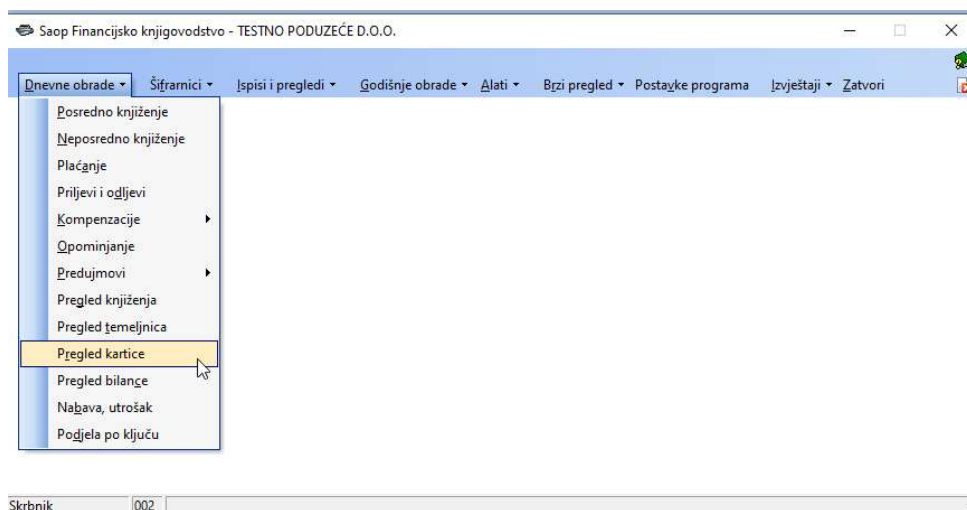 Saop Financijsko knjigovodstvo - TESTNO PODUZEĆE D.O.O.
Dnevne obrade Šifrarnici Ispisi i pregledi Godišnje obrade Alati Brzi pregled Postavke programa Izvještaji Zatvori
Posredno knjiženje
Neposredno knjiženje
Plaćanje
Priljevi i odljevi
Kompenzacije
Opominjanje
Predujmovi
Pregled knjiženja
Pregled temeljnica
Pregled kartice
Pregled bilance
Nabava, utrošak
Podjela po ključu
Skrbnik 002